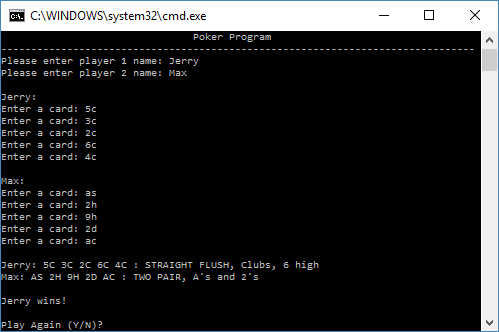 C:\WINDOWS\system32\cmd.exe
Poker Program
--------------------------------------------------------------------------------
Please enter player 1 name: Jerry
Please enter player 2 name: Max
Jerry:
Enter a card: 5c
Enter a card: 3c
Enter a card: 2c
Enter a card: 6c
Enter a card: 4c
Max:
Enter a card: as
Enter a card: 2h
Enter a card: 9h
Enter a card: 2d
Enter a card: ac
Jerry: 5C 3C 2C 6C 4C : STRAIGHT FLUSH, Clubs, 6 high
Max: AS 2H 9H 2D AC : TWO PAIR, A's and 2's
Jerry wins!
Play Again (Y/N)?